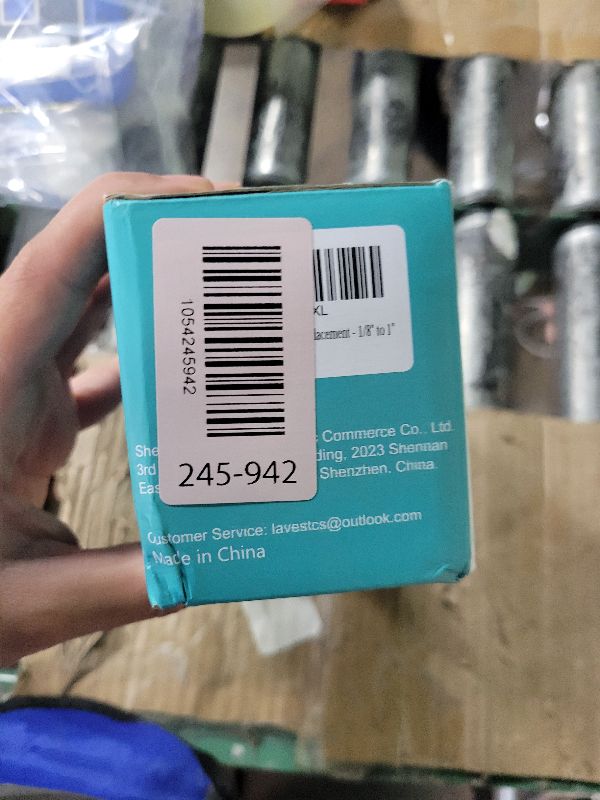 1054245942
245-942
XL
lacement - 1/8" to 1"
She c Commerce Co., Ltd.
3rd ding, 2023 Shennan
Eas Shenzhen. China.
Customer Service: lavestcs@outlook.com
Made in China